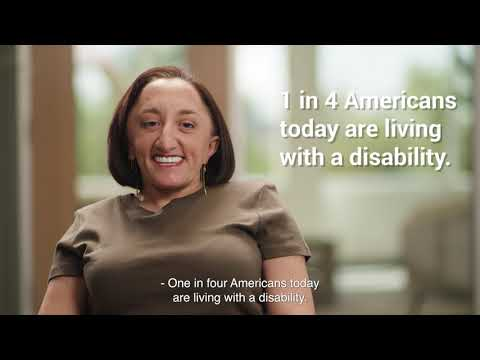 1 in 4 Americans
today are living
with a disability.
- One in four Americans today
are living with a disability.